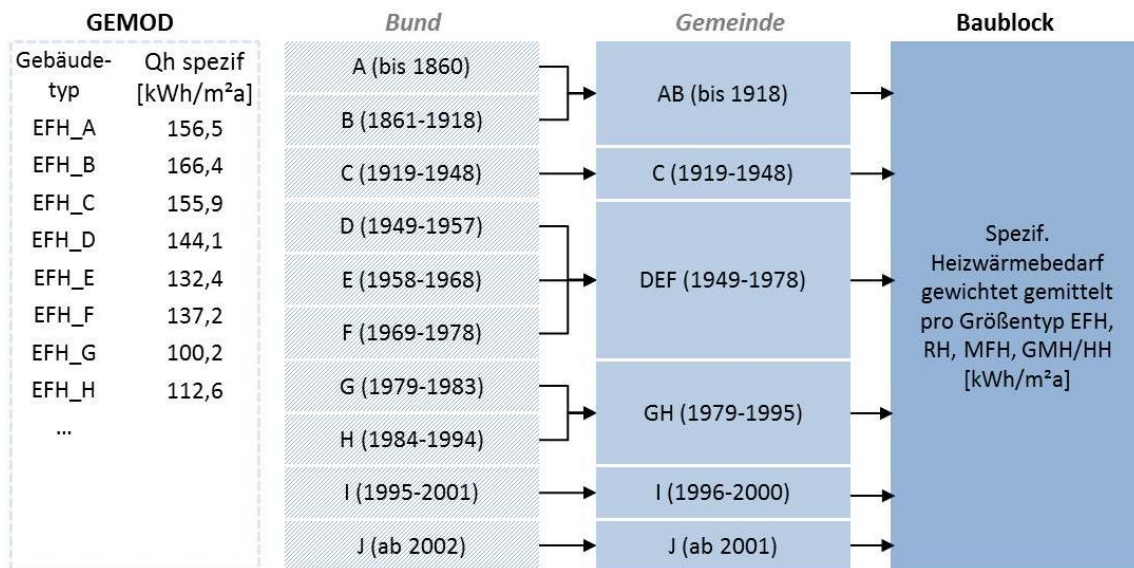 GEMOD
Gebäude-
typ
Qh spezif
[kWh/m²a]
EFH_A 156,5
EFH_B 166,4
EFH_C 155,9
EFH_D 144,1
EFH_E 132,4
EFH_F 137,2
EFH_G 100,2
EFH_H 112,6
...
Bund
A (bis 1860)
B (1861-1918)
C (1919-1948)
D (1949-1957)
E (1958-1968)
F (1969-1978)
G (1979-1983)
H (1984-1994)
I (1995-2001)
J (ab 2002)
Gemeinde
AB (bis 1918)
C (1919-1948)
DEF (1949-1978)
GH (1979-1995)
I (1996-2000)
J (ab 2001)
Baublock
Spezif.
Heizwärmebedarf
gewichtet gemittelt
pro Größentyp EFH,
RH, MFH, GMH/HH
[kWh/m²a]